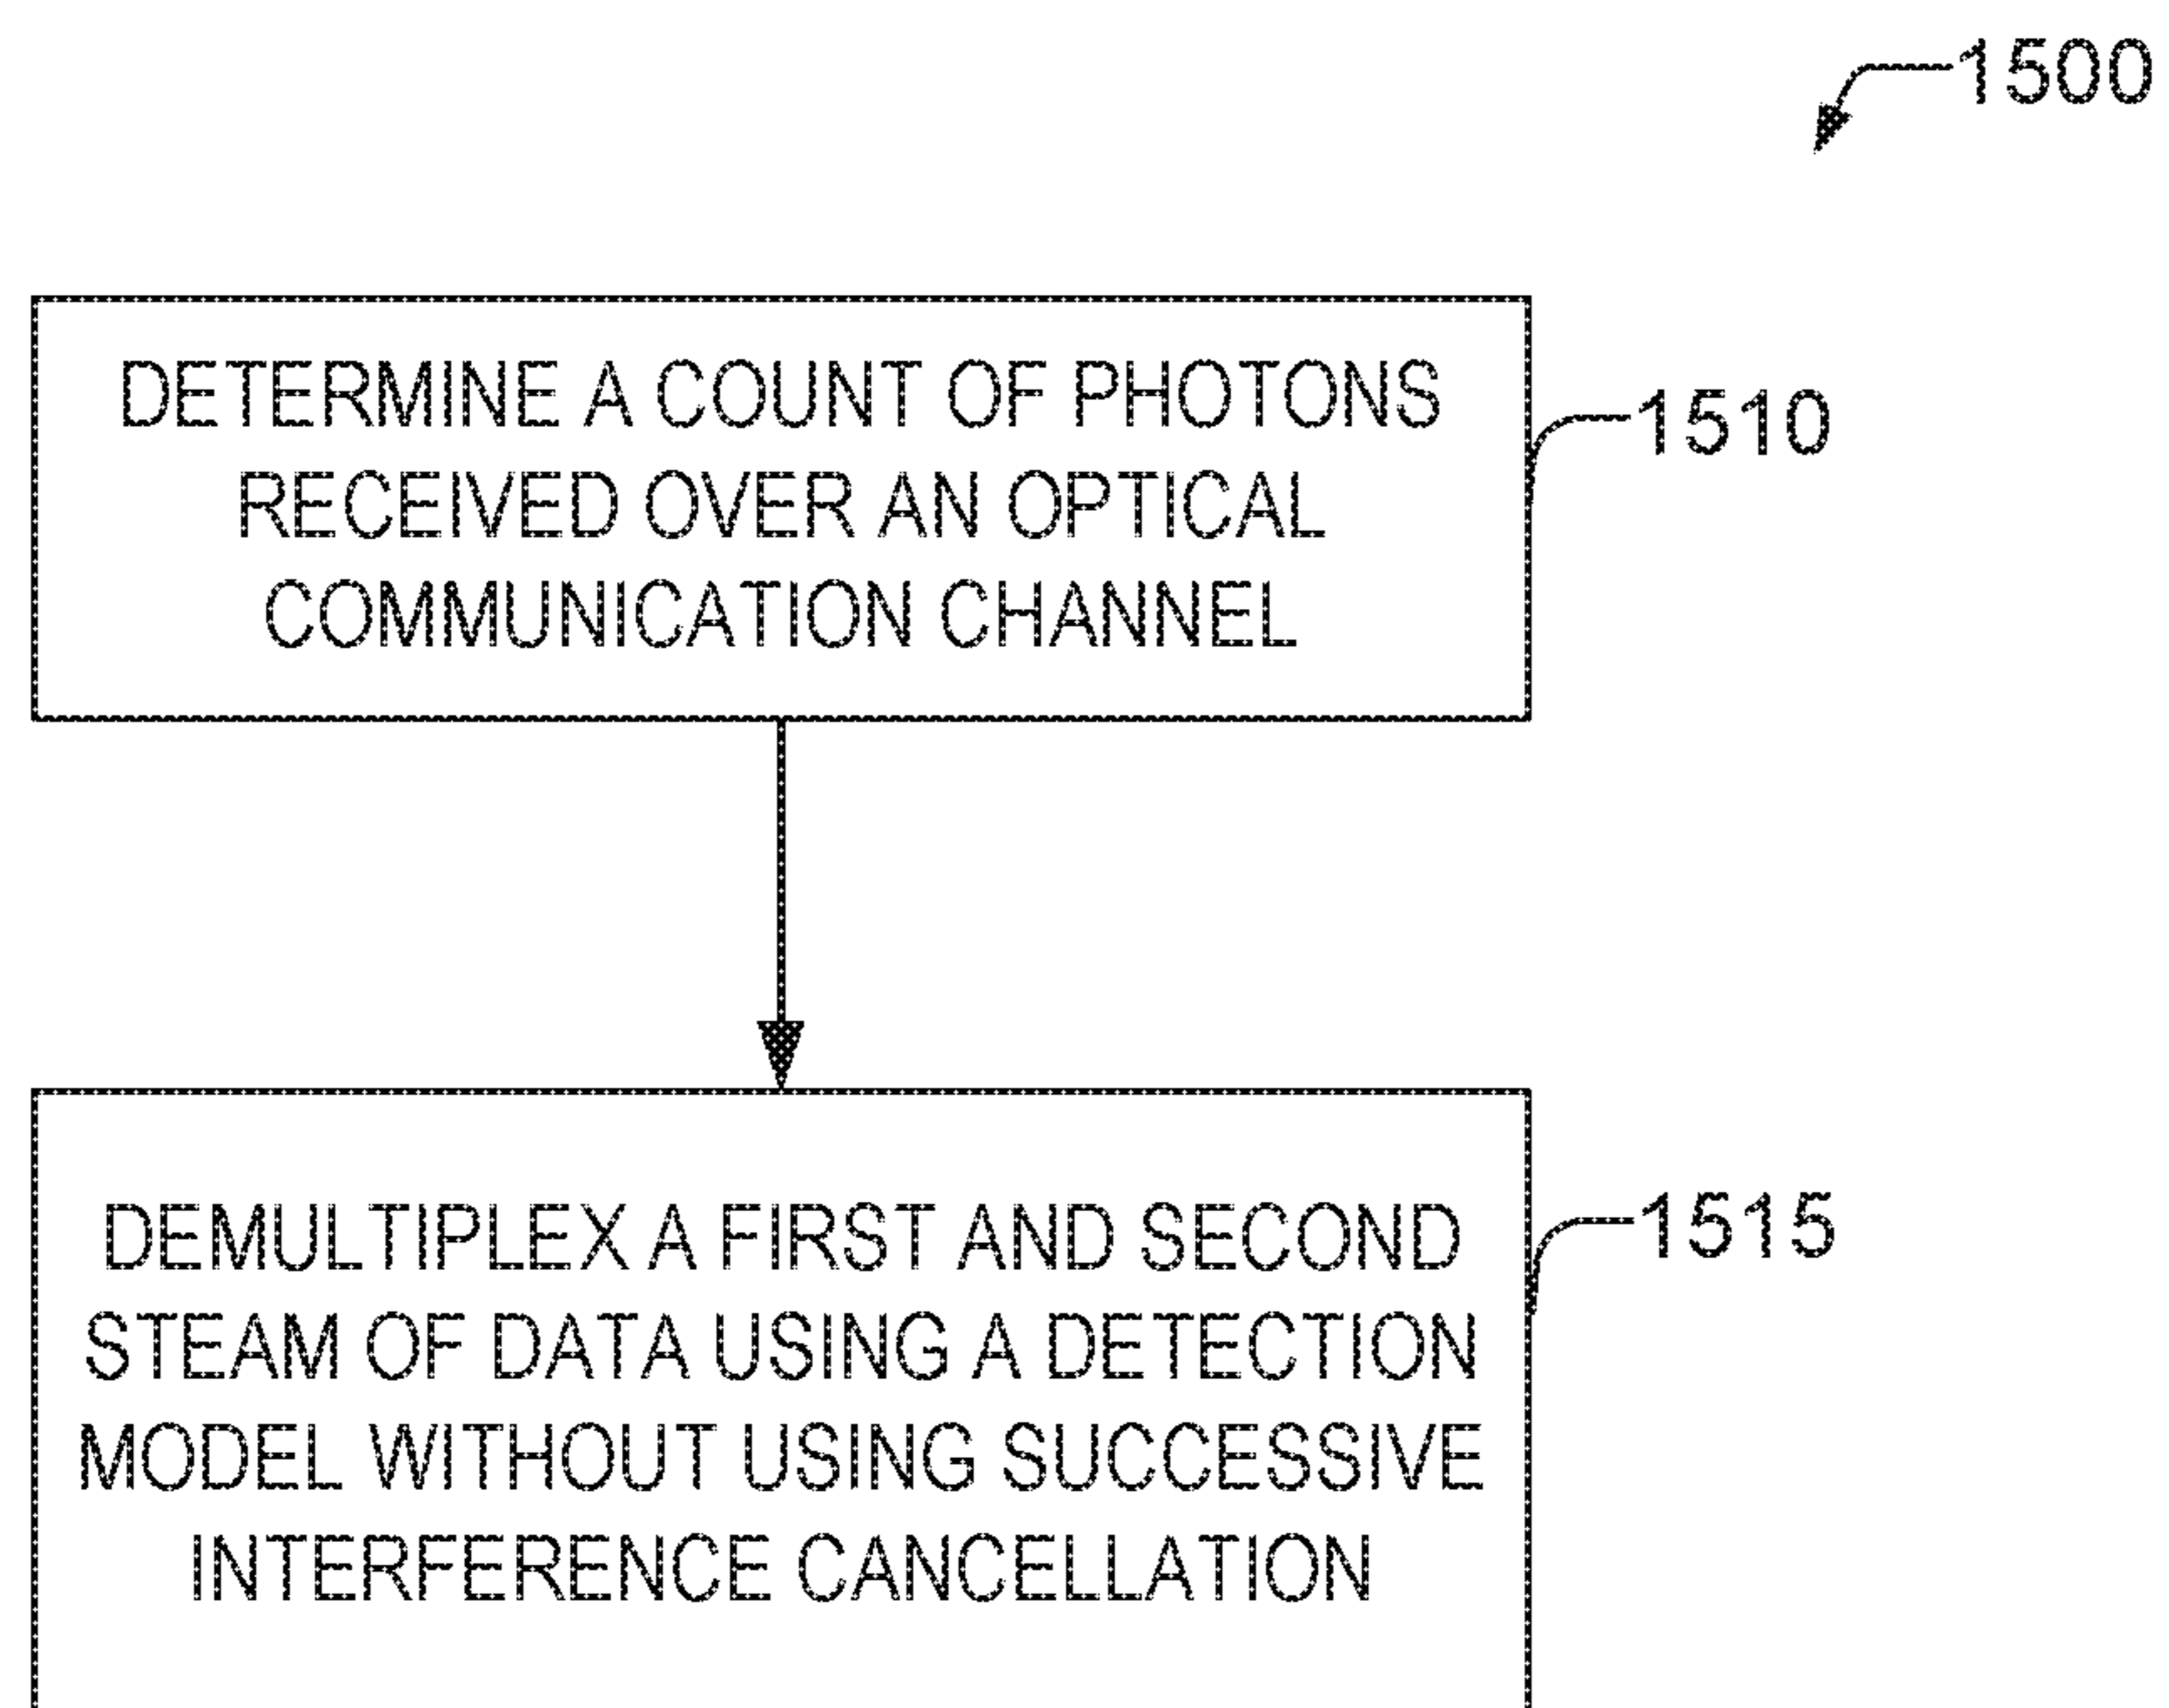 1500
DETERMINE A COUNT OF PHOTONS
RECEIVED OVER AN OPTICAL
COMMUNICATION CHANNEL
1510
DEMULTIPLEX A FIRST AND SECOND
STEAM OF DATA USING A DETECTION
MODEL WITHOUT USING SUCCESSIVE
INTERFERENCE CANCELLATION
1515